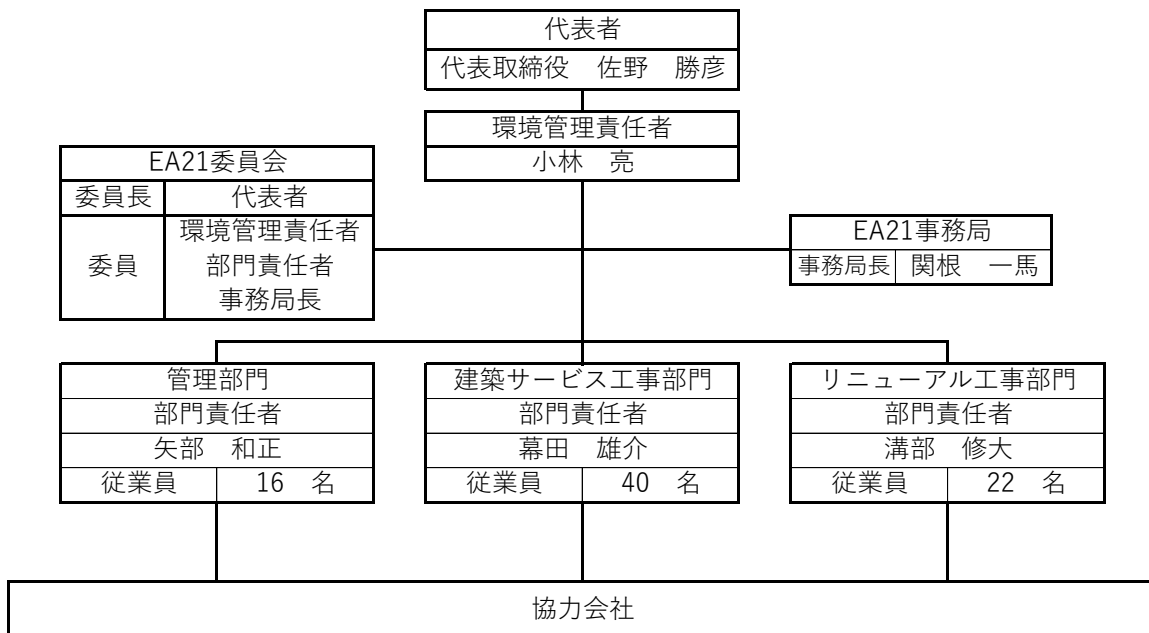 代表者
代表取締役　佐野　勝彦
環境管理責任者
小林　亮
EA21委員会
委員長 代表者
委員 環境管理責任者
部門責任者
事務局長
EA21事務局
事務局長 関根　一馬
管理部門
部門責任者
矢部　和正
従業員 16　名
建築サービス工事部門
部門責任者
幕田　雄介
従業員 40　名
リニューアル工事部門
部門責任者
溝部　修大
従業員 22　名
協力会社